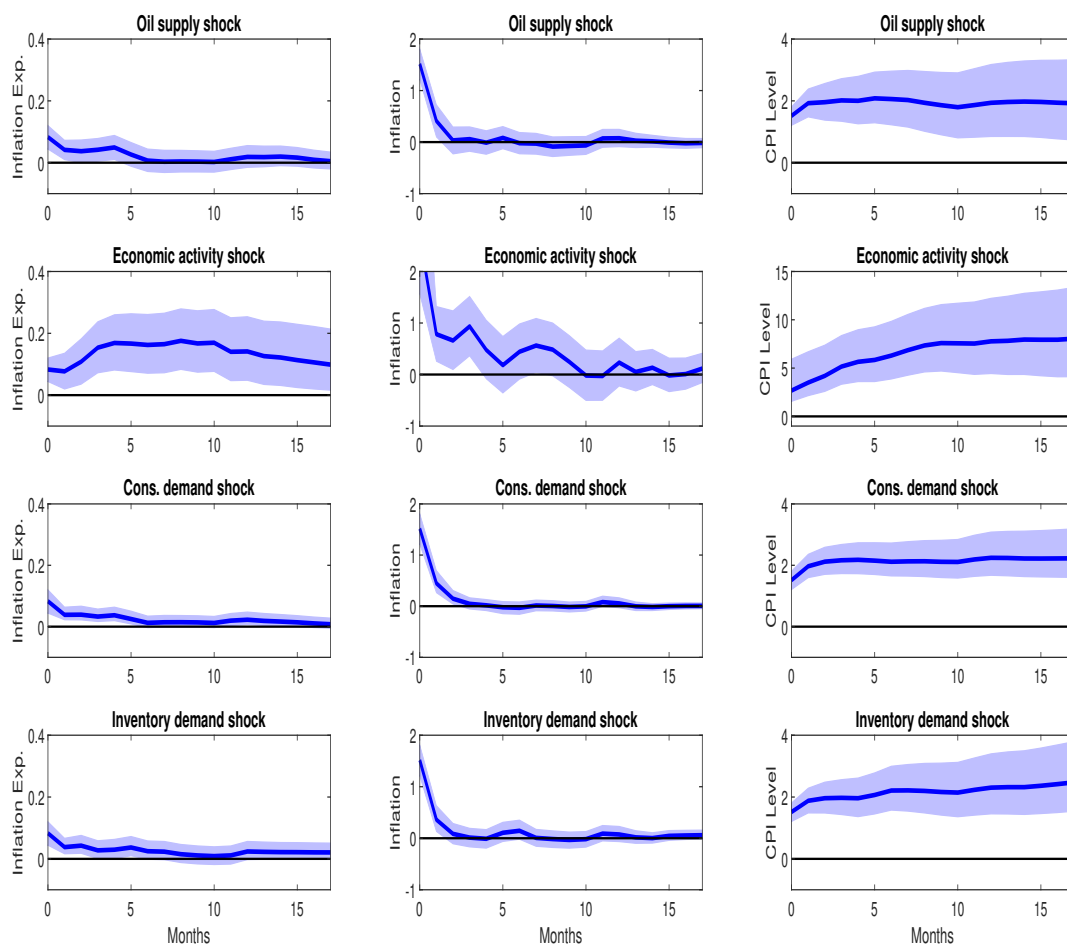 Oil supply shock
Inflation Exp.
0.4
0.2
0
0 5 10 15
Oil supply shock
Inflation
2
1
0
-1
0 5 10 15
Oil supply shock
CPI Level
4
2
0
0 5 10 15
Economic activity shock
Inflation Exp.
0.4
0.2
0
0 5 10 15
Economic activity shock
Inflation
2
1
0
-1
0 5 10 15
Economic activity shock
CPI Level
15
10
5
0
0 5 10 15
Cons. demand shock
Inflation Exp.
0.4
0.2
0
0 5 10 15
Cons. demand shock
Inflation
2
1
0
-1
0 5 10 15
Cons. demand shock
CPI Level
4
2
0
0 5 10 15
Inventory demand shock
Inflation Exp.
0.4
0.2
0
0 5 10 15
Months
Inventory demand shock
Inflation
2
1
0
-1
0 5 10 15
Months
Inventory demand shock
CPI Level
4
2
0
0 5 10 15
Months